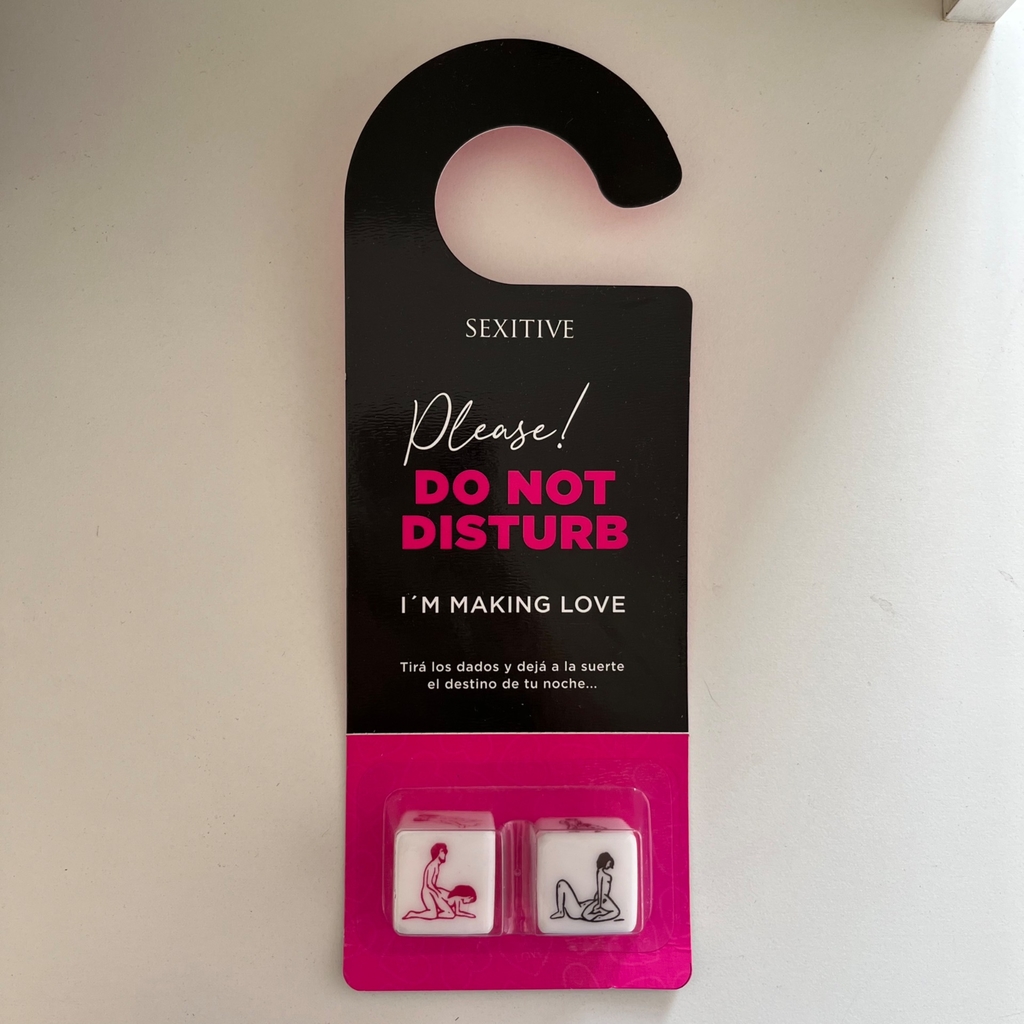 SEXITIVE
Please!
DO NOT
DISTURB
I´M MAKING LOVE
Tirá los dados y dejá a la suerte
el destino de tu noche...